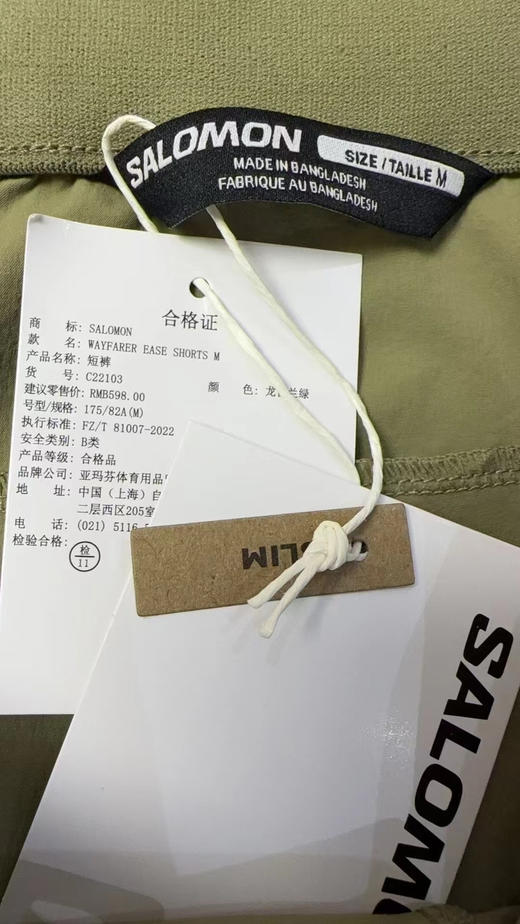 SALOMON
SIZE / TAILLE M
MADE IN BANGLADESH
FABRIQUE AU BANGLADESH
合格证
商 标: SALOMON
款 名: WAYFARER EASE SHORTS M
产品名称: 短裤
货 号: C22103 颜 色: 龙 兰绿
建议零售价: RMB598.00
号型/规格: 175/82A(M)
执行标准: FZ/T 81007-2022
安全类别: B类
产品等级: 合格品
品牌公司: 亚玛芬体育用品
地 址: 中国（上海）自
二层西区205室
电 话: (021) 5116
检验合格: 检
11
SLIM
SALOMO